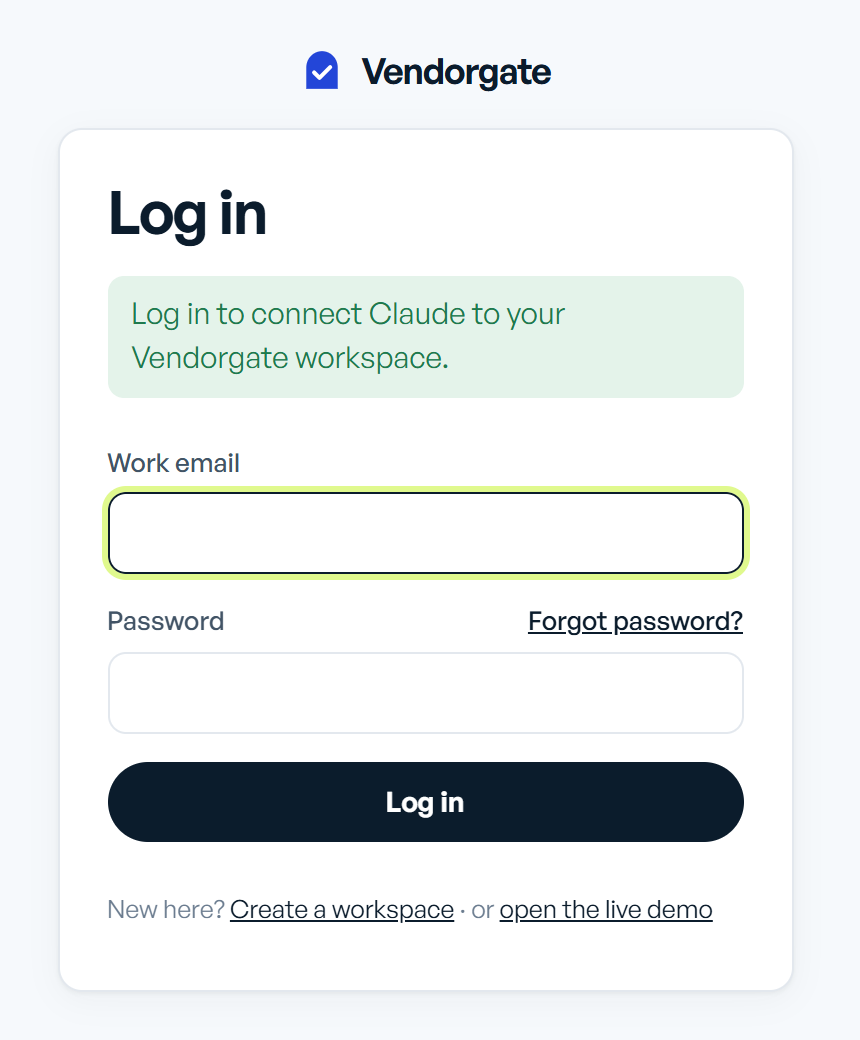 Vendorgate
Log in
Log in to connect Claude to your
Vendorgate workspace.
Work email
Password Forgot password?
Log in
New here? Create a workspace · or open the live demo